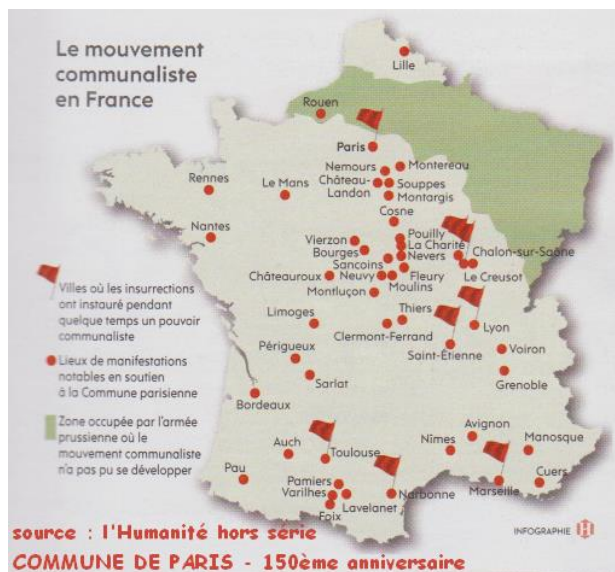 Le mouvement
communaliste
en France
Lille
Rouen
Paris
Nemours
Montereau
Château-
Landon
Souppes
Montargis
Rennes
Le Mans
Cosne
Nantes
Vierzon
Pouilly
La Charité
Bourges
Nevers
Sancoins
Chalon-sur-Saône
Châteauroux
Neuvy
Fleury
Le Creusot
Moulins
Montluçon
Villes où les insurrections
ont instauré pendant
quelque temps un pouvoir
communaliste
Limoges
Thiers
Lyon
Clermont-Ferrand
Saint-Étienne
Voiron
Lieux de manifestations
notables en soutien
à la Commune parisienne
Périgueux
Sarlat
Grenoble
Bordeaux
Zone occupée par l'armée
prussienne où le
mouvement communaliste
n'a pas pu se développer
Avignon
Auch
Toulouse
Nîmes
Manosque
Pau
Pamiers
Cuers
Varilhes
Narbonne
Marseille
Lavelanet
Foix
source : l'Humanité hors série
INFOGRAPHIE H
COMMUNE DE PARIS - 150ème anniversaire